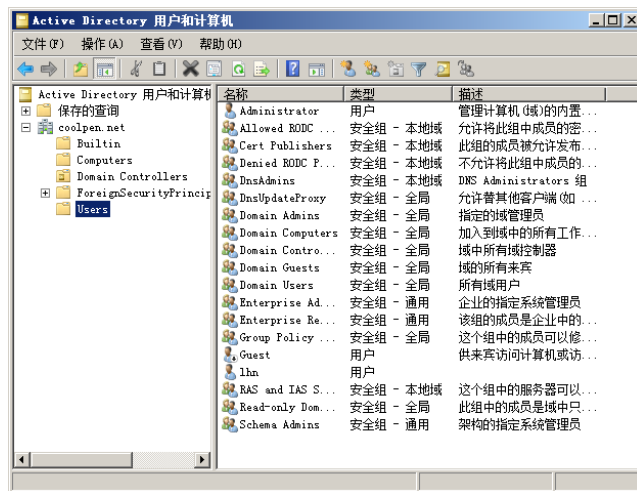 Active Directory 用户和计算机
文件(F) 操作(A) 查看(V) 帮助(H)
Active Directory 用户和计算机
保存的查询
coolpen.net
Builtin
Computers
Domain Controllers
ForeignSecurityPrincip
Users
名称 类型 描述
Administrator 用户 管理计算机(域)的内置...
Allowed RODC ... 安全组 - 本地域 允许将此组中成员的密...
Cert Publishers 安全组 - 本地域 此组的成员被允许发布...
Denied RODC P... 安全组 - 本地域 不允许将此组中成员的...
DnsAdmins 安全组 - 本地域 DNS Administrators 组
DnsUpdateProxy 安全组 - 全局 允许替其他客户端(如 ...
Domain Admins 安全组 - 全局 指定的域管理员
Domain Computers 安全组 - 全局 加入到域中的所有工作...
Domain Contro... 安全组 - 全局 域中所有域控制器
Domain Guests 安全组 - 全局 域的所有来宾
Domain Users 安全组 - 全局 所有域用户
Enterprise Ad... 安全组 - 通用 企业的指定系统管理员
Enterprise Re... 安全组 - 通用 该组的成员是企业中的...
Group Policy ... 安全组 - 全局 这个组中的成员可以修...
Guest 用户 供来宾访问计算机或访...
lhn 用户
RAS and IAS S... 安全组 - 本地域 这个组中的服务器可以...
Read-only Dom... 安全组 - 全局 此组中的成员是域中只...
Schema Admins 安全组 - 通用 架构的指定系统管理员